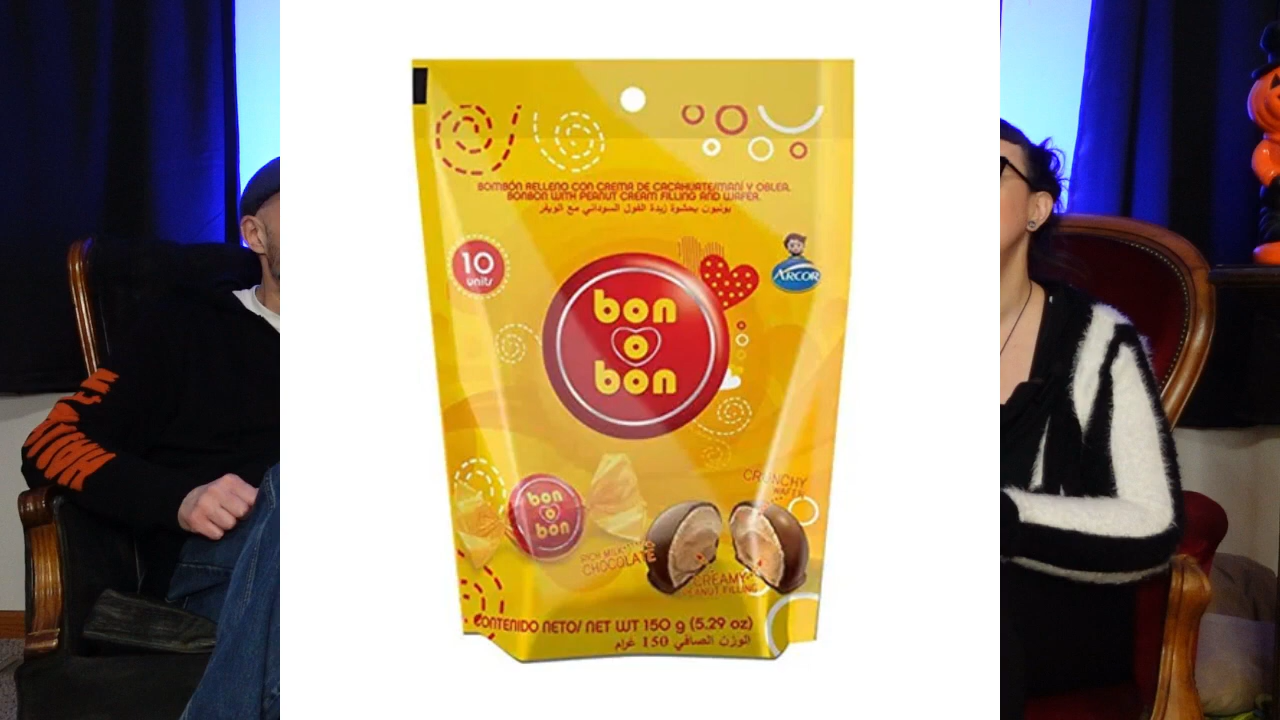 BOMBÓN RELLENO CON CREMA DE CACAHUATE/MANÍ Y OBLEA.
BONBON WITH PEANUT CREAM FILLING AND WAFER.
بونبون بحشوة زبدة الفول السوداني مع الويفر
10
units
ARCOR
bon
o
bon
CRUNCHY
WAFER
bon
o
bon
RICH MILK
CHOCOLATE
CREAMY
PEANUT FILLING
CONTENIDO NETO/ NET WT 150 g (5.29 oz)
الوزن الصافي 150 غرام